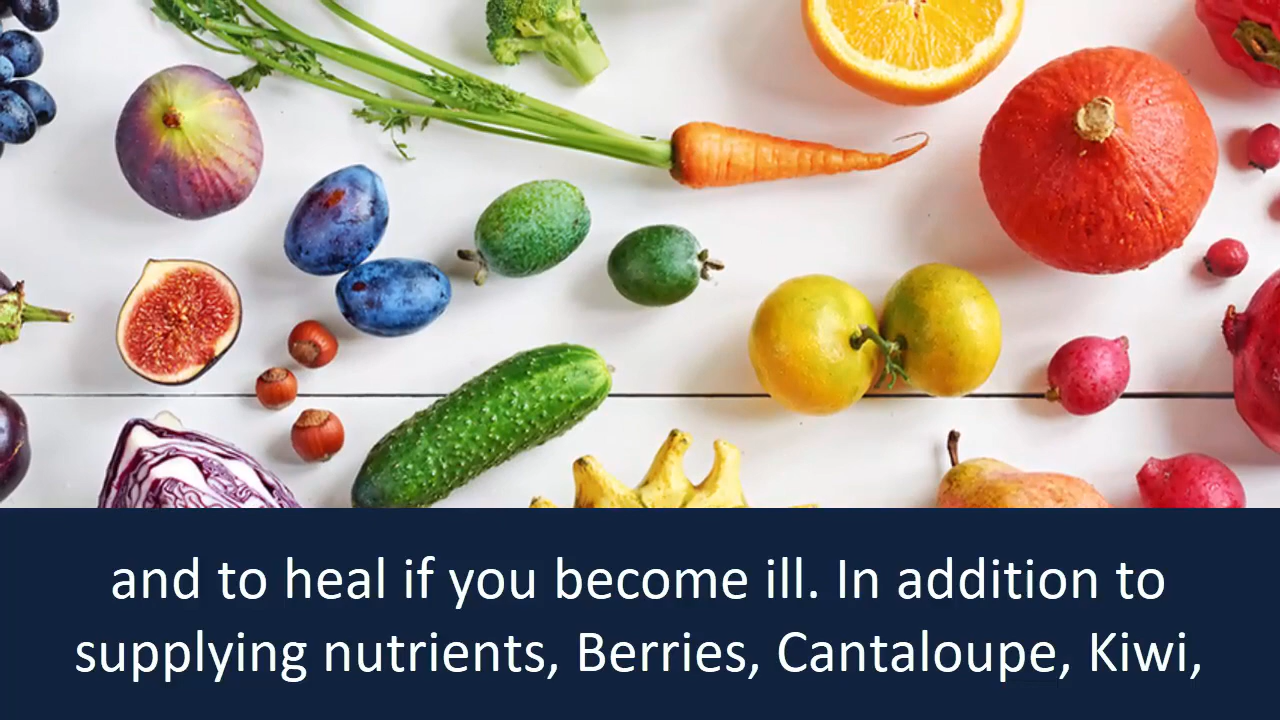 and to heal if you become ill. In addition to
supplying nutrients, Berries, Cantaloupe, Kiwi,